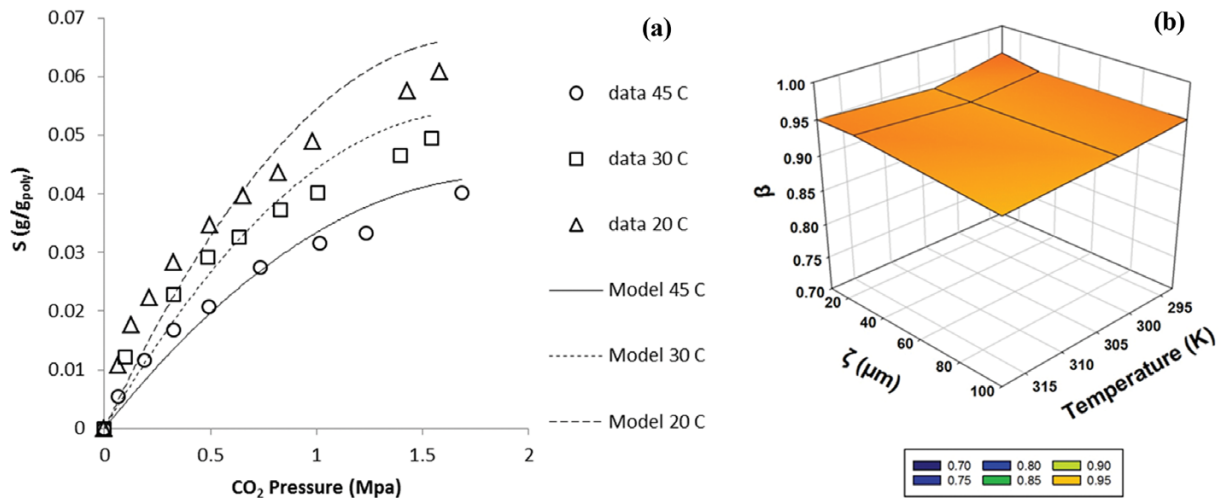 (a)
0.07
0.06
0.05
0.04
0.03
0.02
0.01
0
S (g/gpoly)
0 0.5 1 1.5 2
CO2 Pressure (Mpa)
data 45 C
data 30 C
data 20 C
Model 45 C
Model 30 C
Model 20 C
(b)
1.00
0.95
0.90
0.85
0.80
0.75
0.70
β
20
40
60
80
100
ζ (μm)
295
300
305
310
315
Temperature (K)
0.70 0.80 0.90
0.75 0.85 0.95